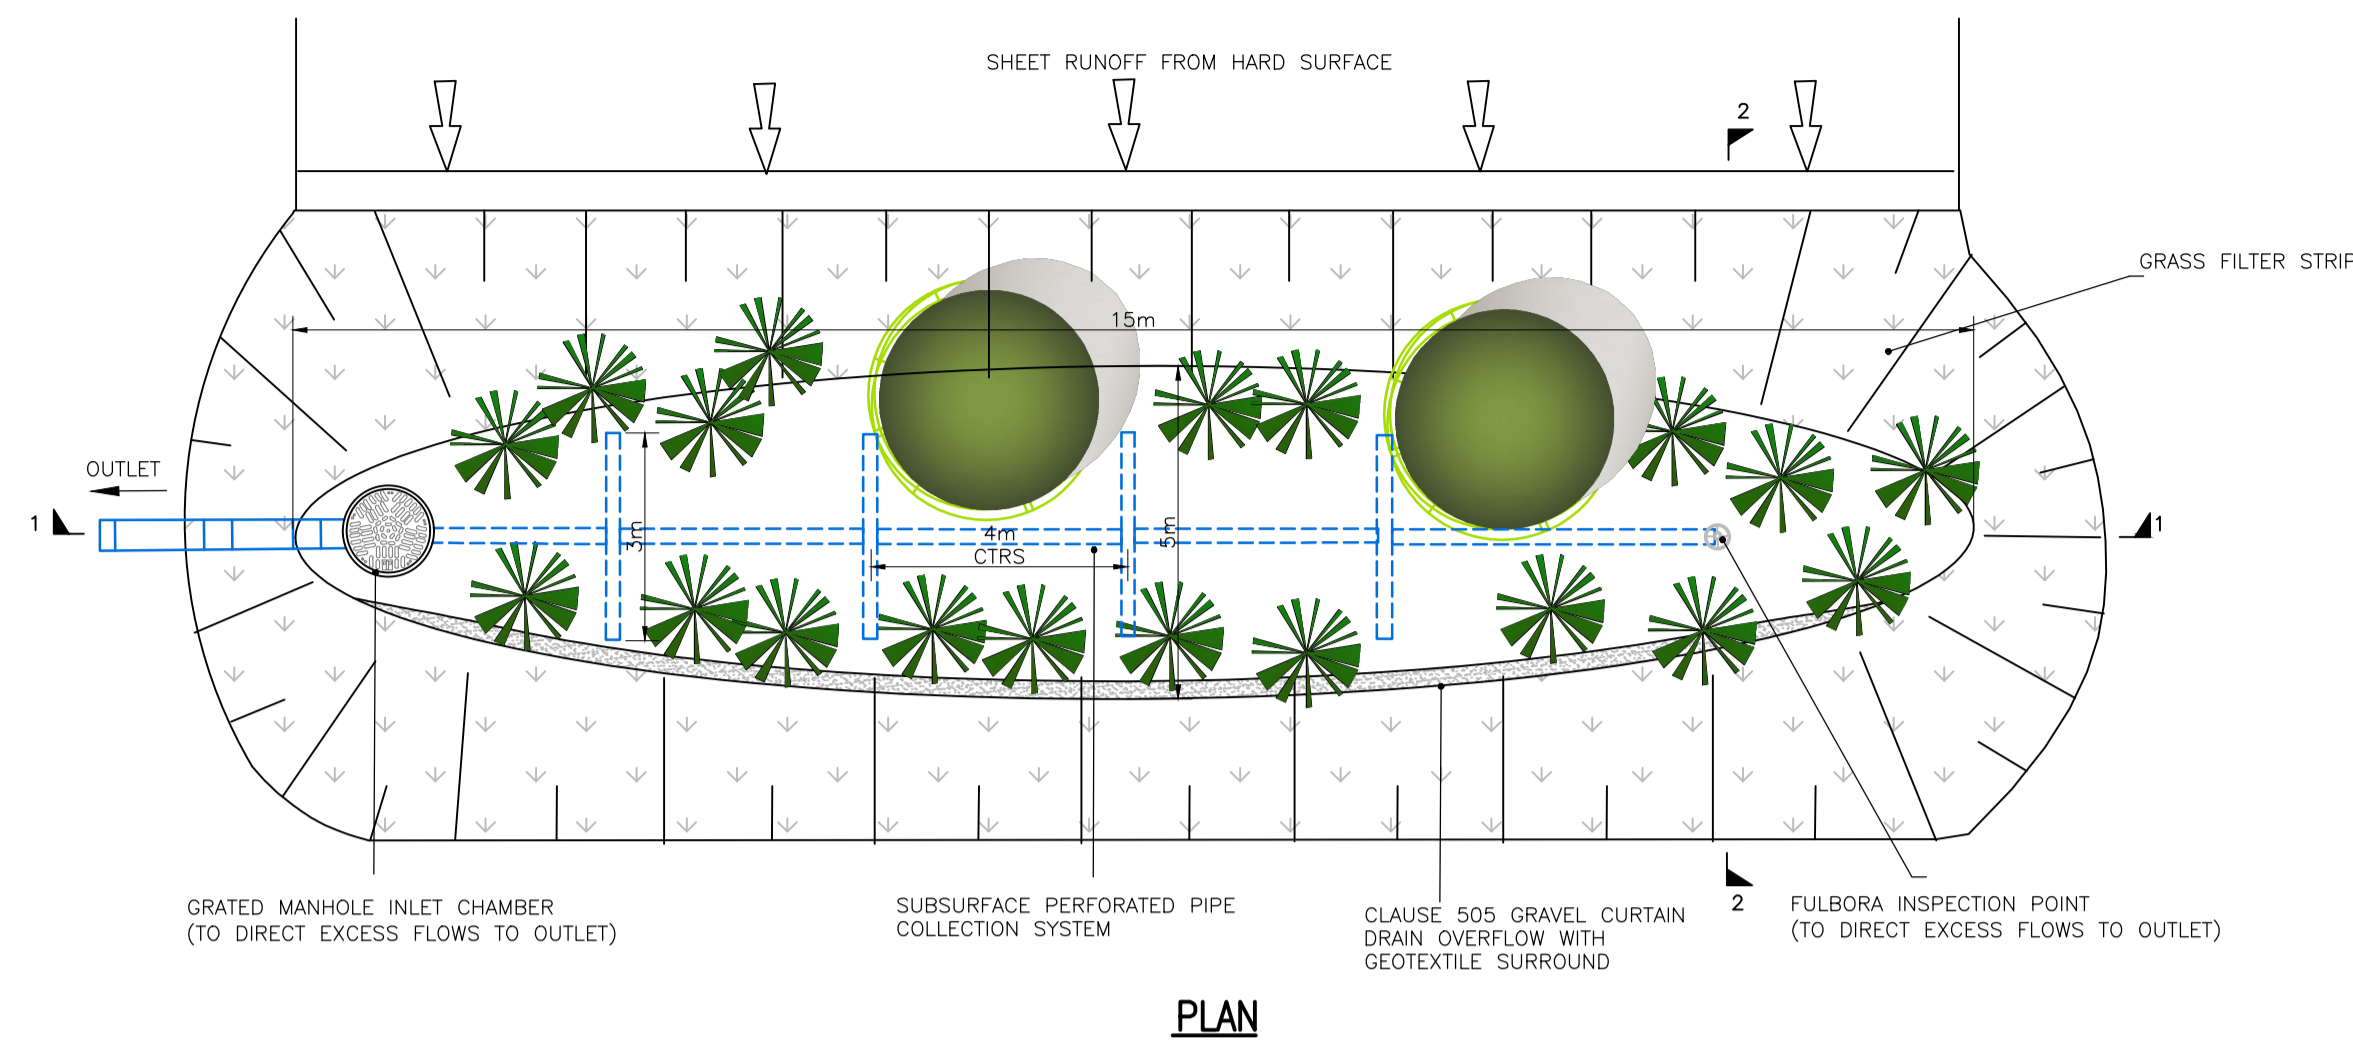 SHEET RUNOFF FROM HARD SURFACE
2
GRASS FILTER STRIP
15m
OUTLET
1
3m
4m
CTRS
5m
1
GRATED MANHOLE INLET CHAMBER
(TO DIRECT EXCESS FLOWS TO OUTLET)
SUBSURFACE PERFORATED PIPE
COLLECTION SYSTEM
CLAUSE 505 GRAVEL CURTAIN
DRAIN OVERFLOW WITH
GEOTEXTILE SURROUND
2
FULBORA INSPECTION POINT
(TO DIRECT EXCESS FLOWS TO OUTLET)
PLAN